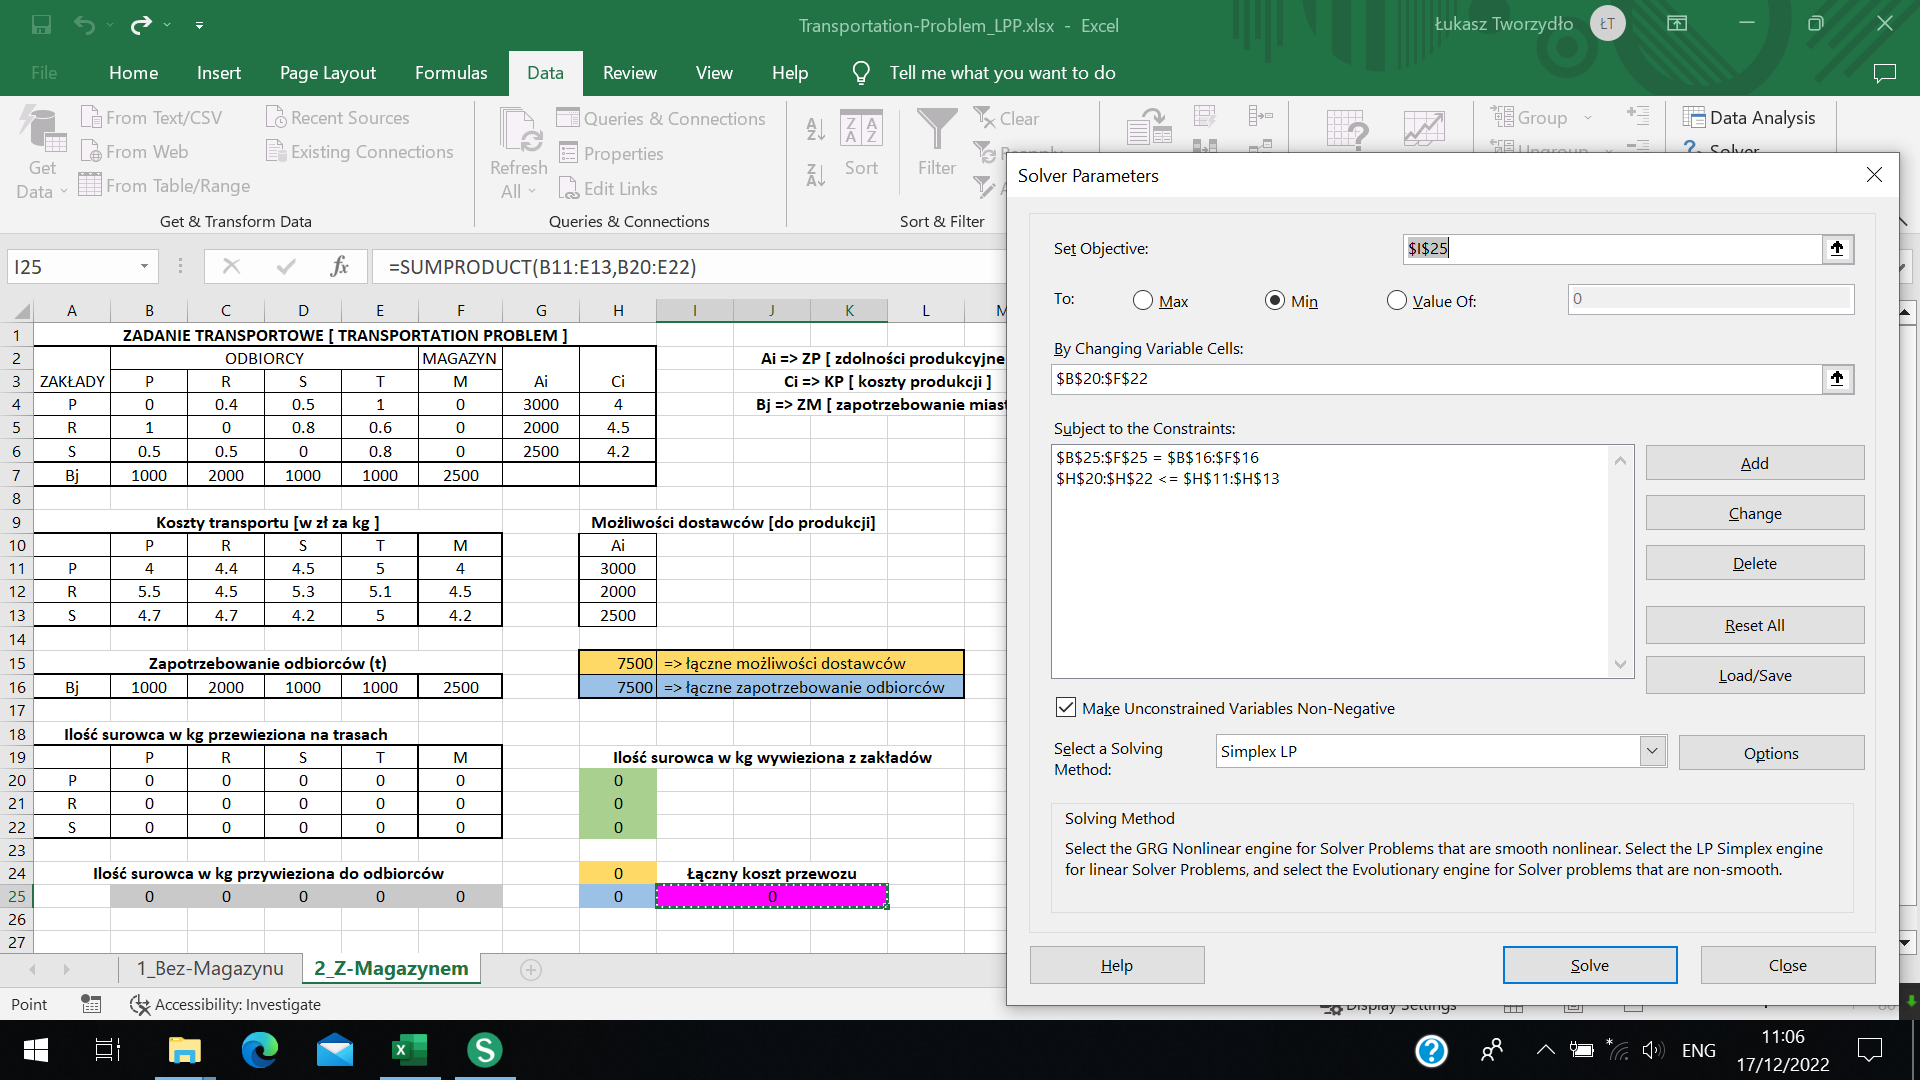 Transportation-Problem_LPP.xlsx - Excel
Łukasz Tworzydło ŁT
File Home Insert Page Layout Formulas Data Review View Help Tell me what you want to do
Get Data
From Text/CSV
From Web
From Table/Range
Recent Sources
Existing Connections
Get & Transform Data
Refresh All
Queries & Connections
Properties
Edit Links
Queries & Connections
Sort
Filter
Clear
Sort & Filter
Group
Data Analysis
Solver
I25 =SUMPRODUCT(B11:E13,B20:E22)
A B C D E F G H I J K L M
1 ZADANIE TRANSPORTOWE [ TRANSPORTATION PROBLEM ]
2 ODBIORCY MAGAZYN Ai => ZP [ zdolności produkcyjne
3 ZAKŁADY P R S T M Ai Ci Ci => KP [ koszty produkcji ]
4 P 0 0.4 0.5 1 0 3000 4 Bj => ZM [ zapotrzebowanie miast
5 R 1 0 0.8 0.6 0 2000 4.5
6 S 0.5 0.5 0 0.8 0 2500 4.2
7 Bj 1000 2000 1000 1000 2500
8
9 Koszty transportu [w zł za kg ] Możliwości dostawców [do produkcji]
10 P R S T M Ai
11 P 4 4.4 4.5 5 4 3000
12 R 5.5 4.5 5.3 5.1 4.5 2000
13 S 4.7 4.7 4.2 5 4.2 2500
14
15 Zapotrzebowanie odbiorców (t) 7500 => łączne możliwości dostawców
16 Bj 1000 2000 1000 1000 2500 7500 => łączne zapotrzebowanie odbiorców
17
18 Ilość surowca w kg przewieziona na trasach
19 P R S T M Ilość surowca w kg wywieziona z zakładów
20 P 0 0 0 0 0 0
21 R 0 0 0 0 0 0
22 S 0 0 0 0 0 0
23
24 Ilość surowca w kg przywieziona do odbiorców 0 Łączny koszt przewozu
25 0 0 0 0 0 0 0
26
27
1_Bez-Magazynu 2_Z-Magazynem
Point Accessibility: Investigate Display Settings
Solver Parameters
Set Objective: $I$25
To: Max Min Value Of: 0
By Changing Variable Cells:
$B$20:$F$22
Subject to the Constraints:
$B$25:$F$25 = $B$16:$F$16
$H$20:$H$22 <= $H$11:$H$13
Add
Change
Delete
Reset All
Load/Save
Make Unconstrained Variables Non-Negative
Select a Solving Method: Simplex LP Options
Solving Method
Select the GRG Nonlinear engine for Solver Problems that are smooth nonlinear. Select the LP Simplex engine
for linear Solver Problems, and select the Evolutionary engine for Solver problems that are non-smooth.
Help Solve Close
ENG
11:06
17/12/2022